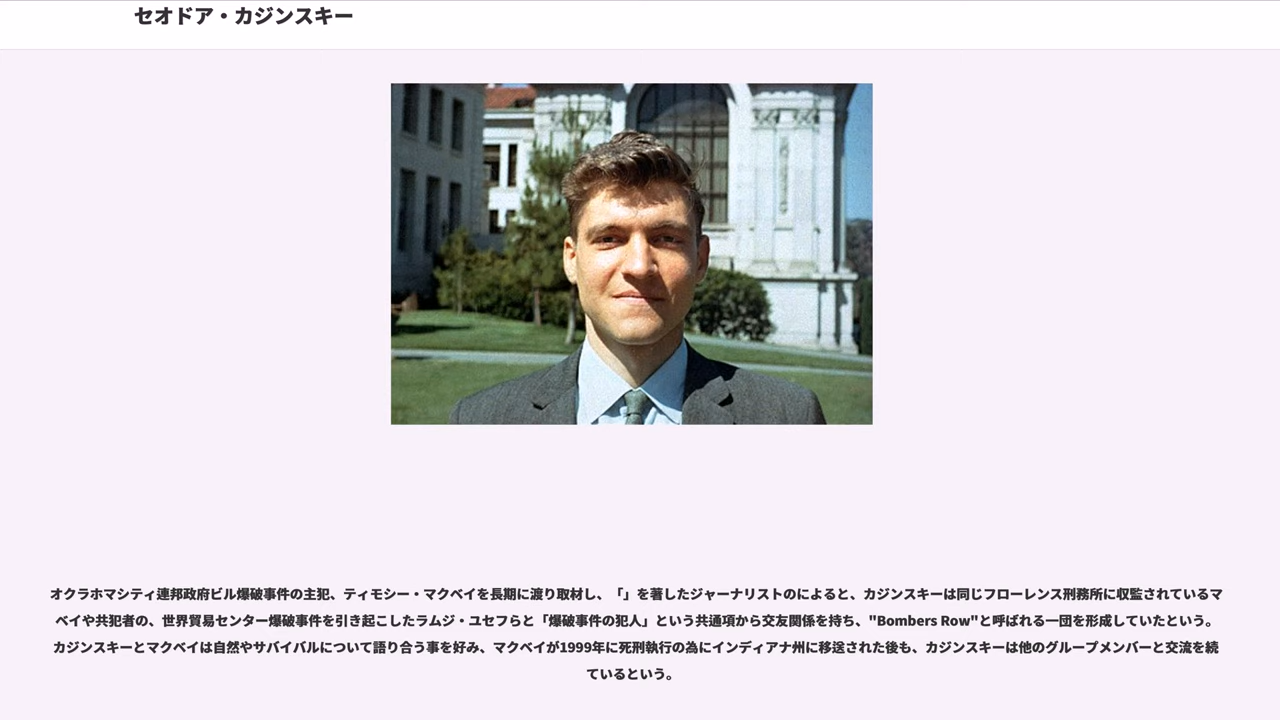 セオドア・カジンスキー
オクラホマシティ連邦政府ビル爆破事件の主犯、ティモシー・マクベイを長期に渡り取材し、「」を著したジャーナリストのによると、カジンスキーは同じフローレンス刑務所に収監されているマ
ベイや共犯者の、世界貿易センター爆破事件を引き起こしたラムジ・ユセフらと「爆破事件の犯人」という共通項から交友関係を持ち、"Bombers Row"と呼ばれる一団を形成していたという。
カジンスキーとマクベイは自然やサバイバルについて語り合う事を好み、マクベイが1999年に死刑執行の為にインディアナ州に移送された後も、カジンスキーは他のグループメンバーと交流を続
ているという。